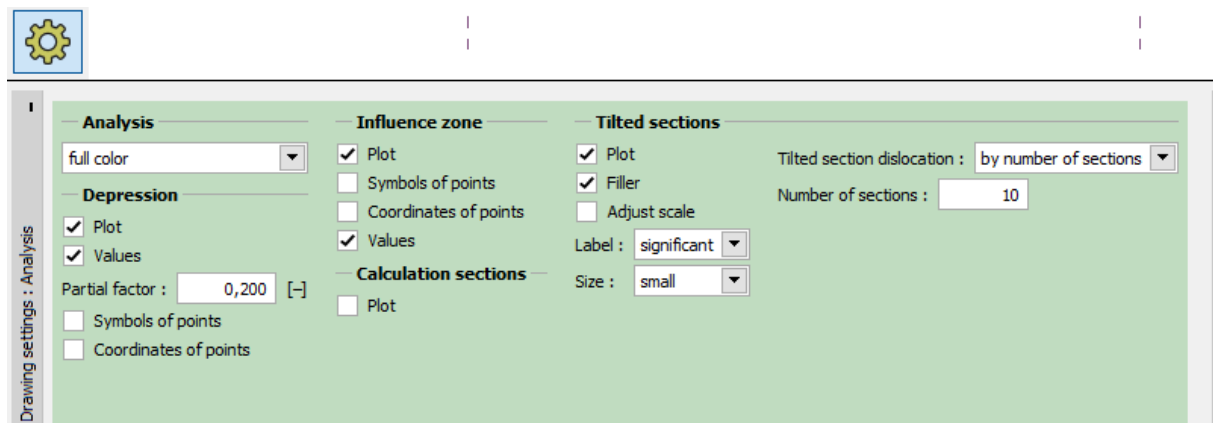 Analysis
full color
Depression
Plot
Values
Partial factor : 0,200 [–]
Symbols of points
Coordinates of points
Influence zone
Plot
Symbols of points
Coordinates of points
Values
Calculation sections
Plot
Tilted sections
Plot
Filler
Adjust scale
Label : significant
Size : small
Tilted section dislocation : by number of sections
Number of sections : 10
Drawing settings : Analysis